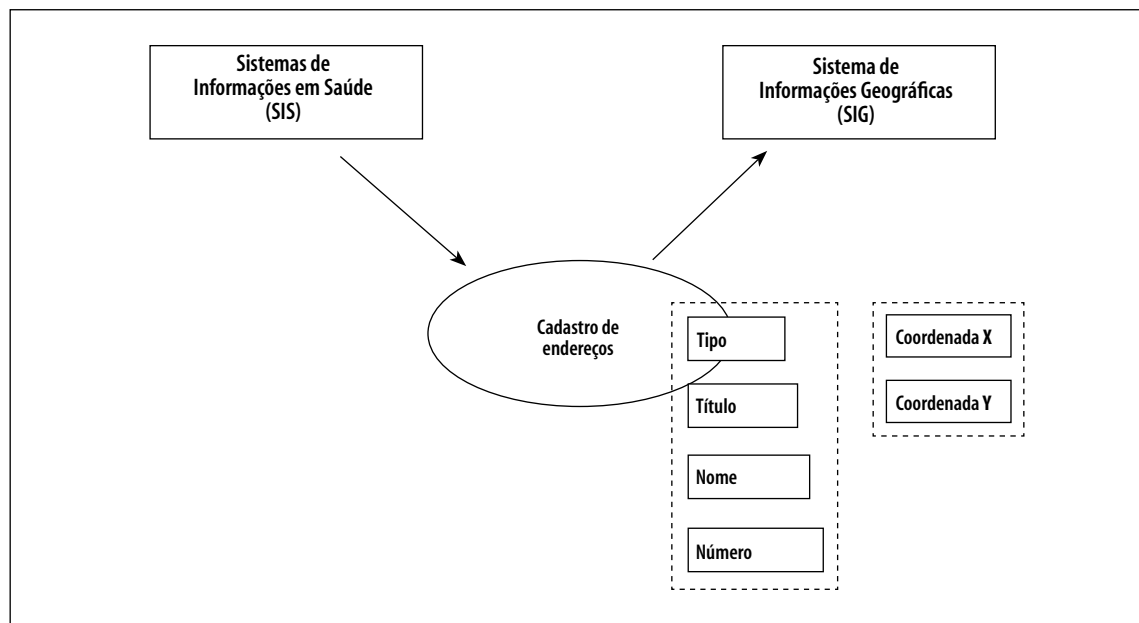 Sistemas de
Informações em Saúde
(SIS)
Sistema de
Informações Geográficas
(SIG)
Cadastro de
endereços
Tipo
Título
Nome
Número
Coordenada X
Coordenada Y